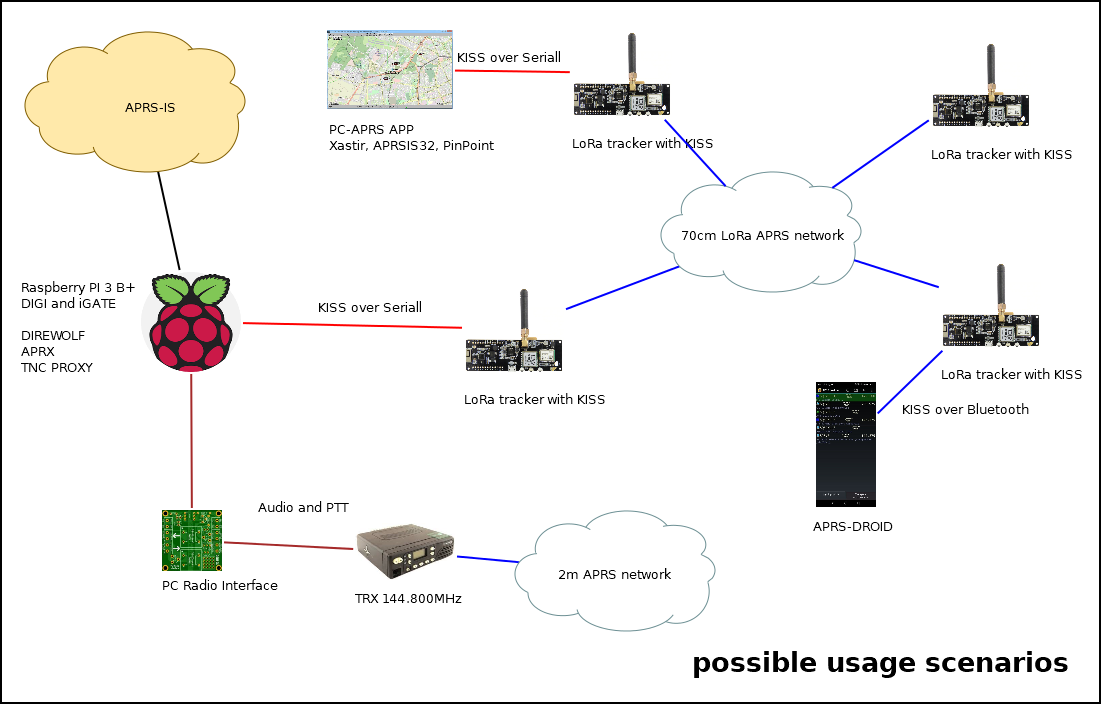 APRS-IS
KISS over Seriall
PC-APRS APP
Xastir, APRSIS32, PinPoint
LoRa tracker with KISS
LoRa tracker with KISS
70cm LoRa APRS network
Raspberry PI 3 B+
DIGI and iGATE
DIREWOLF
APRX
TNC PROXY
KISS over Seriall
LoRa tracker with KISS
LoRa tracker with KISS
KISS over Bluetooth
APRS-DROID
Audio and PTT
PC Radio Interface
TRX 144.800MHz
2m APRS network
possible usage scenarios